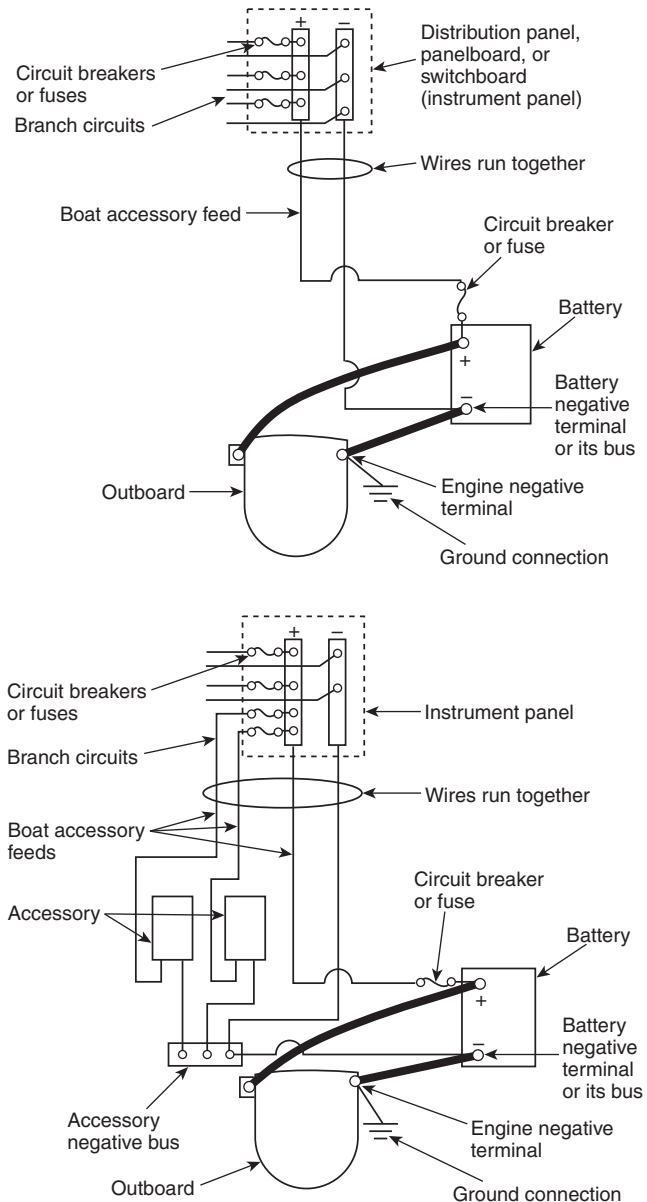 + −
Circuit breakers
or fuses
Branch circuits
Distribution panel,
panelboard, or
switchboard
(instrument panel)
Wires run together
Boat accessory feed
Circuit breaker
or fuse
Battery
+
−
Battery
negative
terminal
or its bus
Outboard
Engine negative
terminal
Ground connection
+ −
Circuit breakers
or fuses
Instrument panel
Branch circuits
Wires run together
Boat accessory
feeds
Circuit breaker
or fuse
Accessory
Battery
+
−
Battery
negative
terminal
or its bus
Accessory
negative bus
Engine negative
terminal
Outboard
Ground connection